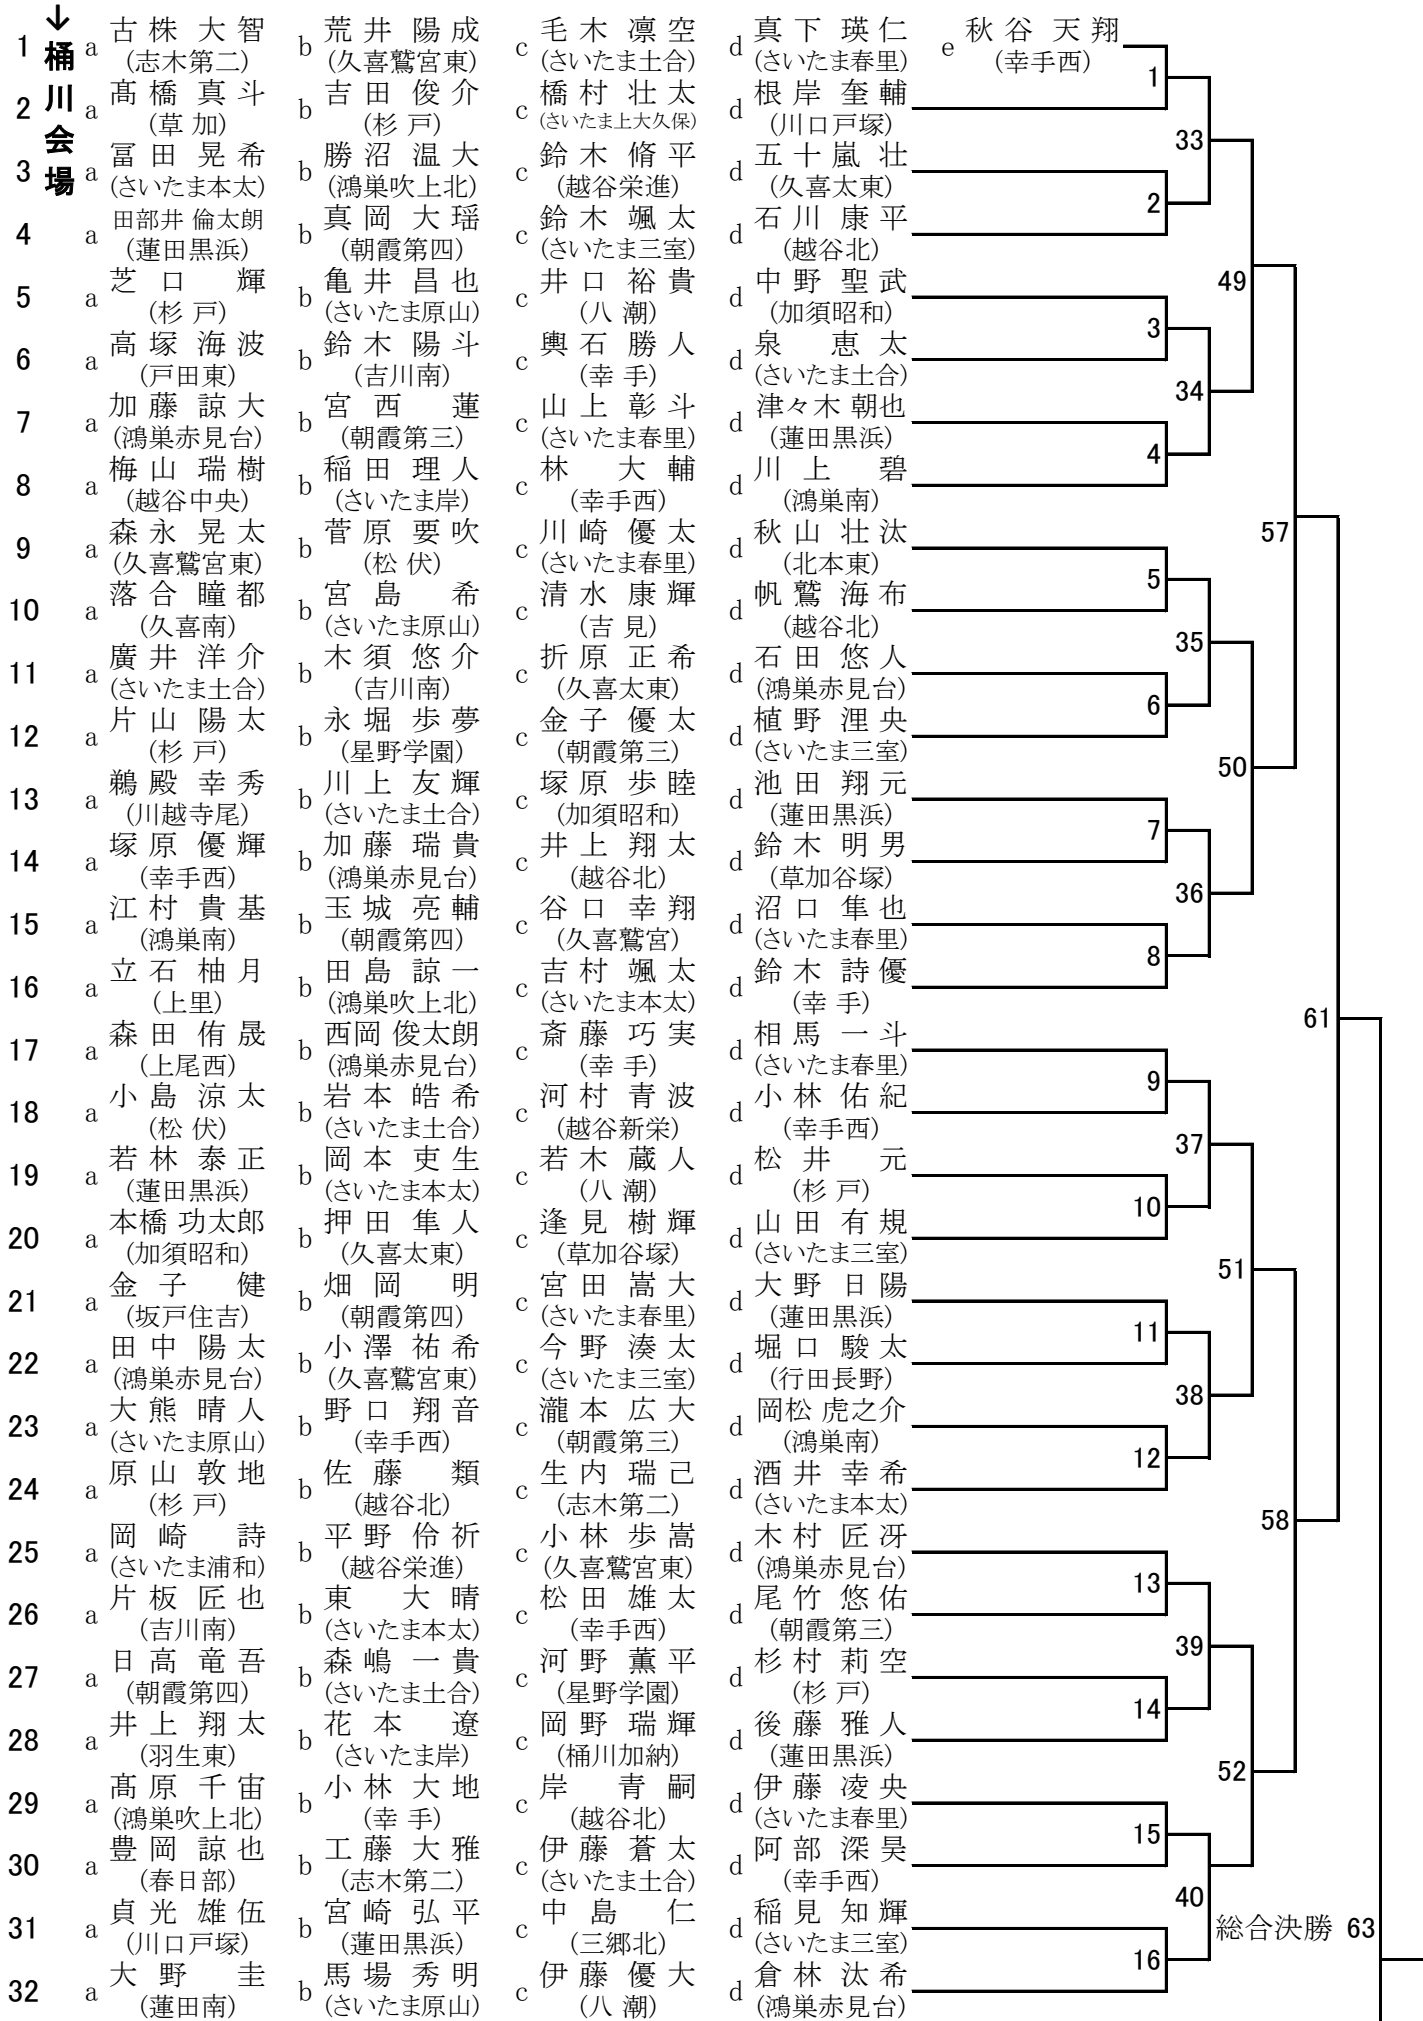 ↓桶川会場
1 a 古株大智 b 荒井陽成 c 毛木凛空 d 真下瑛仁 e 秋谷天翔
(志木第二) (久喜鷲宮東) (さいたま土合) (さいたま春里) (幸手西)
1
2 a 髙橋真斗 b 吉田俊介 c 橋村壮太 d 根岸奎輔
(草加) (杉戸) (さいたま上大久保) (川口戸塚)
33
3 a 冨田晃希 b 勝沼温大 c 鈴木脩平 d 五十嵐壮
(さいたま本太) (鴻巣吹上北) (越谷栄進) (久喜太東)
2
4 a 田部井倫太朗 b 真岡大瑶 c 鈴木颯太 d 石川康平
(蓮田黒浜) (朝霞第四) (さいたま三室) (越谷北)
49
5 a 芝口輝 b 亀井昌也 c 井口裕貴 d 中野聖武
(杉戸) (さいたま原山) (八潮) (加須昭和)
3
6 a 高塚海波 b 鈴木陽斗 c 輿石勝人 d 泉恵太
(戸田東) (吉川南) (幸手) (さいたま土合)
34
7 a 加藤諒大 b 宮西蓮 c 山上彰斗 d 津々木朝也
(鴻巣赤見台) (朝霞第三) (さいたま春里) (蓮田黒浜)
4
8 a 梅山瑞樹 b 稲田理人 c 林大輔 d 川上碧
(越谷中央) (さいたま岸) (幸手西) (鴻巣南)
57
9 a 森永晃太 b 菅原要吹 c 川崎優太 d 秋山壮汰
(久喜鷲宮東) (松伏) (さいたま春里) (北本東)
5
10 a 落合瞳都 b 宮島希 c 清水康輝 d 帆鷲海布
(久喜南) (さいたま原山) (吉見) (越谷北)
35
11 a 廣井洋介 b 木須悠介 c 折原正希 d 石田悠人
(さいたま土合) (吉川南) (久喜太東) (鴻巣赤見台)
6
12 a 片山陽太 b 永堀歩夢 c 金子優太 d 植野浬央
(杉戸) (星野学園) (朝霞第三) (さいたま三室)
50
13 a 鵜殿幸秀 b 川上友輝 c 塚原歩睦 d 池田翔元
(川越寺尾) (さいたま土合) (加須昭和) (蓮田黒浜)
7
14 a 塚原優輝 b 加藤瑞貴 c 井上翔太 d 鈴木明男
(幸手西) (鴻巣赤見台) (越谷北) (草加谷塚)
36
15 a 江村貴基 b 玉城亮輔 c 谷口幸翔 d 沼口隼也
(鴻巣南) (朝霞第四) (久喜鷲宮) (さいたま春里)
8
16 a 立石柚月 b 田島諒一 c 吉村颯太 d 鈴木詩優
(上里) (鴻巣吹上北) (さいたま本太) (幸手)
61
17 a 森田侑晟 b 西岡俊太朗 c 斎藤巧実 d 相馬一斗
(上尾西) (鴻巣赤見台) (幸手) (さいたま春里)
9
18 a 小島涼太 b 岩本皓希 c 河村青波 d 小林佑紀
(松伏) (さいたま土合) (越谷新栄) (幸手西)
37
19 a 若林泰正 b 岡本吏生 c 若木蔵人 d 松井元
(蓮田黒浜) (さいたま本太) (八潮) (杉戸)
10
20 a 本橋功太郎 b 押田隼人 c 逢見樹輝 d 山田有規
(加須昭和) (久喜太東) (草加谷塚) (さいたま三室)
51
21 a 金子健 b 畑岡明 c 宮田嵩大 d 大野日陽
(坂戸住吉) (朝霞第四) (さいたま春里) (蓮田黒浜)
11
22 a 田中陽太 b 小澤祐希 c 今野湊太 d 堀口駿太
(鴻巣赤見台) (久喜鷲宮東) (さいたま三室) (行田長野)
38
23 a 大熊晴人 b 野口翔音 c 瀧本広大 d 岡松虎之介
(さいたま原山) (幸手西) (朝霞第三) (鴻巣南)
12
24 a 原山敦地 b 佐藤類 c 生内瑞己 d 酒井幸希
(杉戸) (越谷北) (志木第二) (さいたま本太)
58
25 a 岡崎詩 b 平野伶祈 c 小林歩嵩 d 木村匠冴
(さいたま浦和) (越谷栄進) (久喜鷲宮東) (鴻巣赤見台)
13
26 a 片板匠也 b 東大晴 c 松田雄太 d 尾竹悠佑
(吉川南) (さいたま本太) (幸手西) (朝霞第三)
39
27 a 日高竜吾 b 森嶋一貴 c 河野薫平 d 杉村莉空
(朝霞第四) (さいたま土合) (星野学園) (杉戸)
14
28 a 井上翔太 b 花本遼 c 岡野瑞輝 d 後藤雅人
(羽生東) (さいたま岸) (桶川加納) (蓮田黒浜)
52
29 a 髙原千宙 b 小林大地 c 岸青嗣 d 伊藤凌央
(鴻巣吹上北) (幸手) (越谷北) (さいたま春里)
15
30 a 豊岡諒也 b 工藤大雅 c 伊藤蒼太 d 阿部深昊
(春日部) (志木第二) (さいたま土合) (幸手西)
40
31 a 貞光雄伍 b 宮崎弘平 c 中島仁 d 稲見知輝
(川口戸塚) (蓮田黒浜) (三郷北) (さいたま三室)
総合決勝 63
16
32 a 大野圭 b 馬場秀明 c 伊藤優大 d 倉林汰希
(蓮田南) (さいたま原山) (八潮) (鴻巣赤見台)